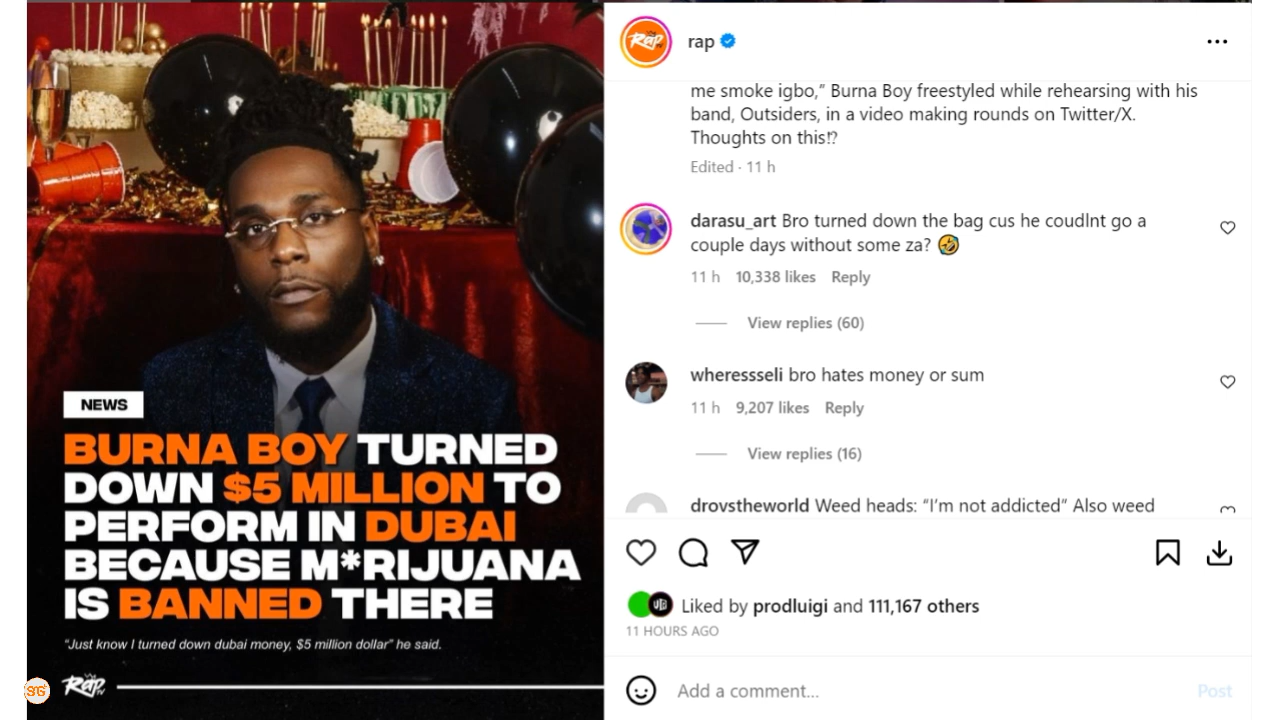 NEWS
BURNA BOY TURNED
DOWN $5 MILLION TO
PERFORM IN DUBAI
BECAUSE M*RIJUANA
IS BANNED THERE
“Just know I turned down dubai money, $5 million dollar” he said.
RAP TV
SG
RAP TV
rap
me smoke igbo,” Burna Boy freestyled while rehearsing with his
band, Outsiders, in a video making rounds on Twitter/X.
Thoughts on this⁉
Edited · 11 h
darasu_art Bro turned down the bag cus he coudlnt go a
couple days without some za? 🤣
11 h 10,338 likes Reply
View replies (60)
wheressseli bro hates money or sum
11 h 9,207 likes Reply
View replies (16)
drovstheworld Weed heads: “I’m not addicted” Also weed
Liked by prodluigi and 111,167 others
11 HOURS AGO
Add a comment...
Post